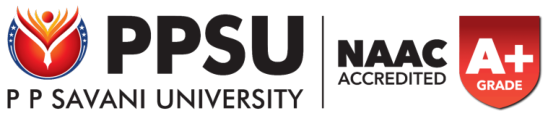 PPSU
P P SAVANI UNIVERSITY
NAAC
ACCREDITED
A+
GRADE